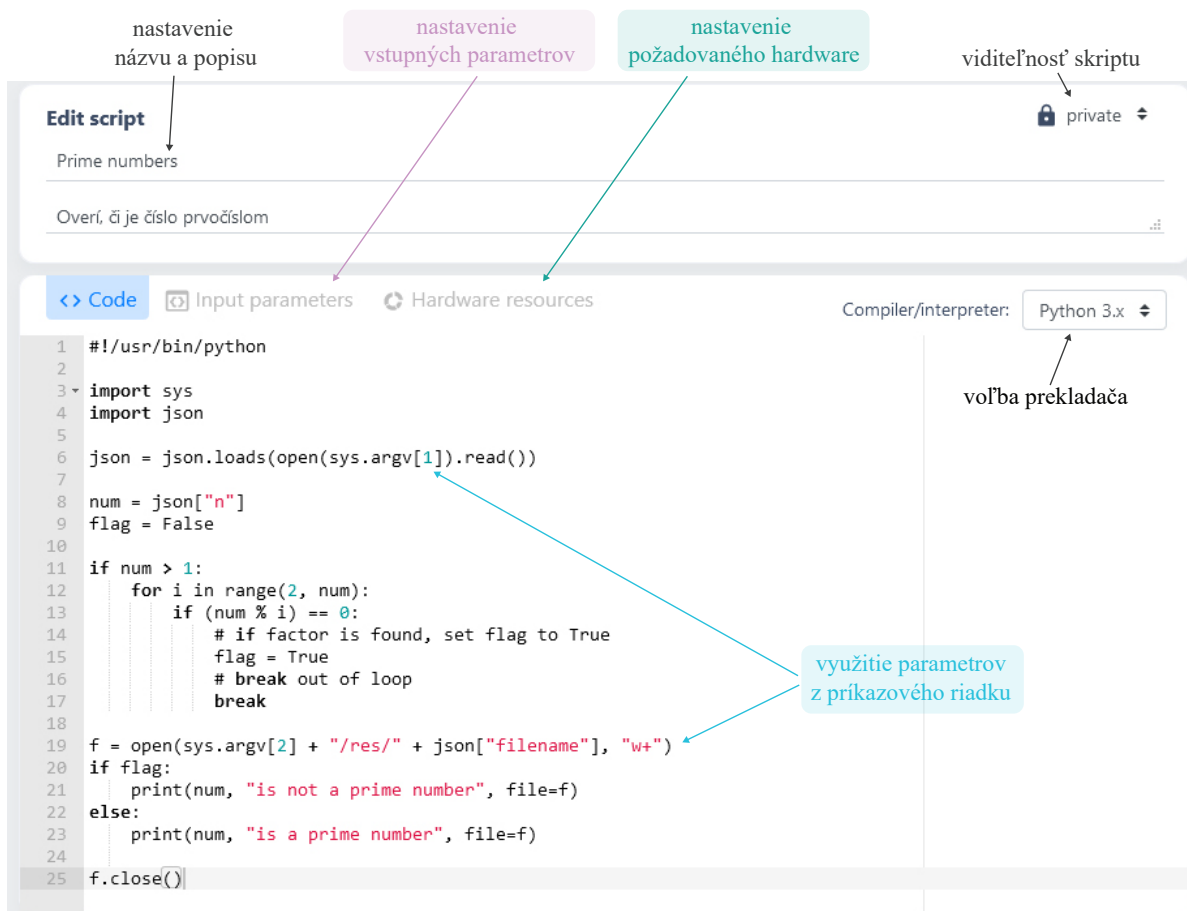 nastavenie
názvu a popisu
nastavenie
vstupných parametrov
nastavenie
požadovaného hardware
viditeľnosť skriptu
Edit script
private
Prime numbers
Overí, či je číslo prvočíslom
<> Code
Input parameters
Hardware resources
Compiler/interpreter:
Python 3.x
voľba prekladača
1 #!/usr/bin/python
2
3 import sys
4 import json
5
6 json = json.loads(open(sys.argv[1]).read())
7
8 num = json["n"]
9 flag = False
10
11 if num > 1:
12     for i in range(2, num):
13         if (num % i) == 0:
14             # if factor is found, set flag to True
15             flag = True
16             # break out of loop
17             break
18
19 f = open(sys.argv[2] + "/res/" + json["filename"], "w+")
20 if flag:
21     print(num, "is not a prime number", file=f)
22 else:
23     print(num, "is a prime number", file=f)
24
25 f.close()
využitie parametrov
z príkazového riadku